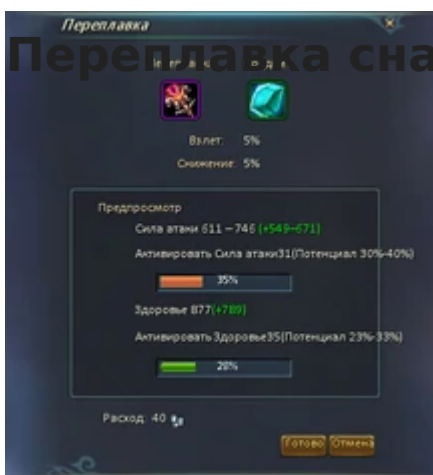 Переплавка
Переплавка сна
Взлет: 5%
Снижение: 5%
Предпросмотр
Сила атаки 611-746 (+549-671)
Активировать Сила атаки31(Потенциал 30%-40%)
35%
Здоровье 877(+789)
Активировать Здоровье35(Потенциал 23%-33%)
28%
Расход: 40
Готово Отмена